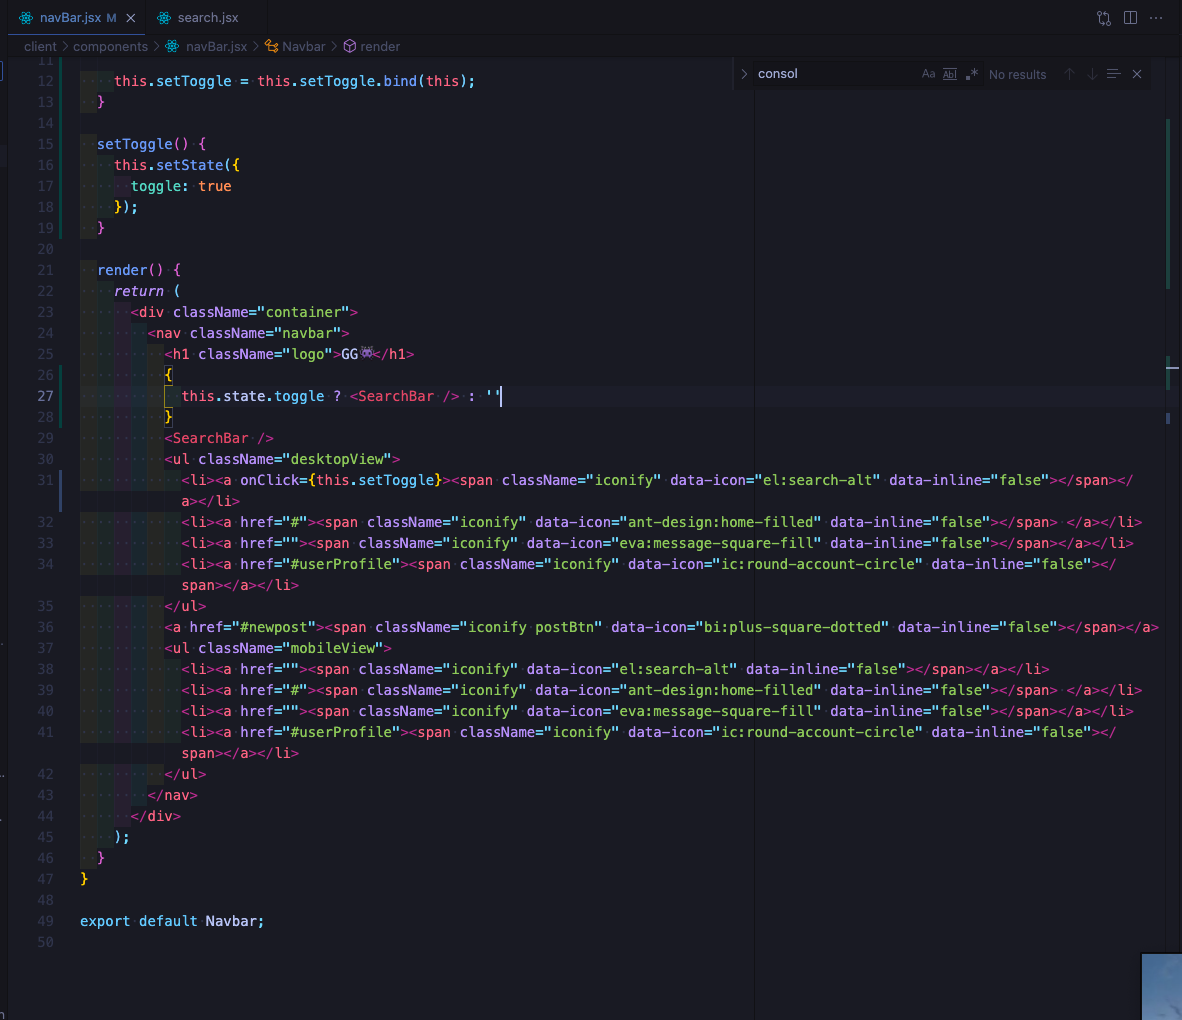 navBar.jsx M
search.jsx
client > components > navBar.jsx > Navbar > render
consol
Aa Ab No results
11
12 this.setToggle = this.setToggle.bind(this);
13 }
14
15 setToggle() {
16 this.setState({
17 toggle: true
18 });
19 }
20
21 render() {
22 return (
23 <div className="container">
24 <nav className="navbar">
25 <h1 className="logo">GG👾</h1>
26 {
27 this.state.toggle ? <SearchBar /> : ''
28 }
29 <SearchBar />
30 <ul className="desktopView">
31 <li><a onClick={this.setToggle}><span className="iconify" data-icon="el:search-alt" data-inline="false"></span></
a></li>
32 <li><a href="#"><span className="iconify" data-icon="ant-design:home-filled" data-inline="false"></span> </a></li>
33 <li><a href=""><span className="iconify" data-icon="eva:message-square-fill" data-inline="false"></span></a></li>
34 <li><a href="#userProfile"><span className="iconify" data-icon="ic:round-account-circle" data-inline="false"></
span></a></li>
35 </ul>
36 <a href="#newpost"><span className="iconify postBtn" data-icon="bi:plus-square-dotted" data-inline="false"></span></a>
37 <ul className="mobileView">
38 <li><a href=""><span className="iconify" data-icon="el:search-alt" data-inline="false"></span></a></li>
39 <li><a href="#"><span className="iconify" data-icon="ant-design:home-filled" data-inline="false"></span> </a></li>
40 <li><a href=""><span className="iconify" data-icon="eva:message-square-fill" data-inline="false"></span></a></li>
41 <li><a href="#userProfile"><span className="iconify" data-icon="ic:round-account-circle" data-inline="false"></
span></a></li>
42 </ul>
43 </nav>
44 </div>
45 );
46 }
47 }
48
49 export default Navbar;
50